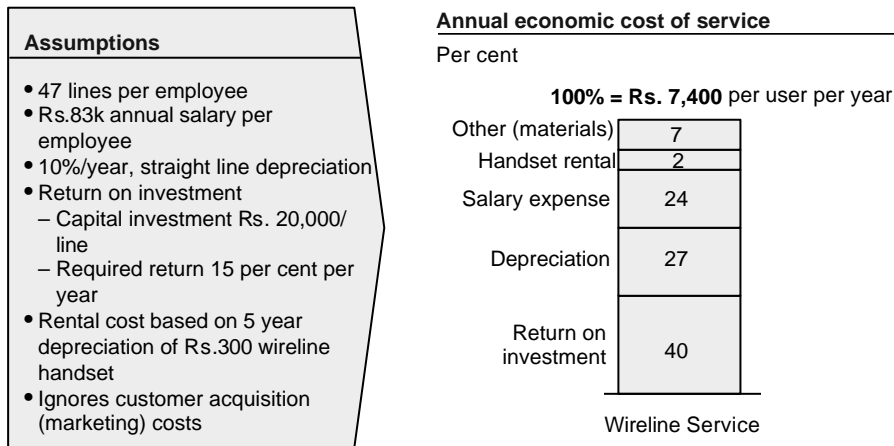 Assumptions
• 47 lines per employee
• Rs.83k annual salary per
employee
• 10%/year, straight line depreciation
• Return on investment
– Capital investment Rs. 20,000/
line
– Required return 15 per cent per
year
• Rental cost based on 5 year
depreciation of Rs.300 wireline
handset
• Ignores customer acquisition
(marketing) costs
Annual economic cost of service
Per cent
100% = Rs. 7,400 per user per year
Other (materials) 7
Handset rental 2
Salary expense 24
Depreciation 27
Return on
investment 40
Wireline Service